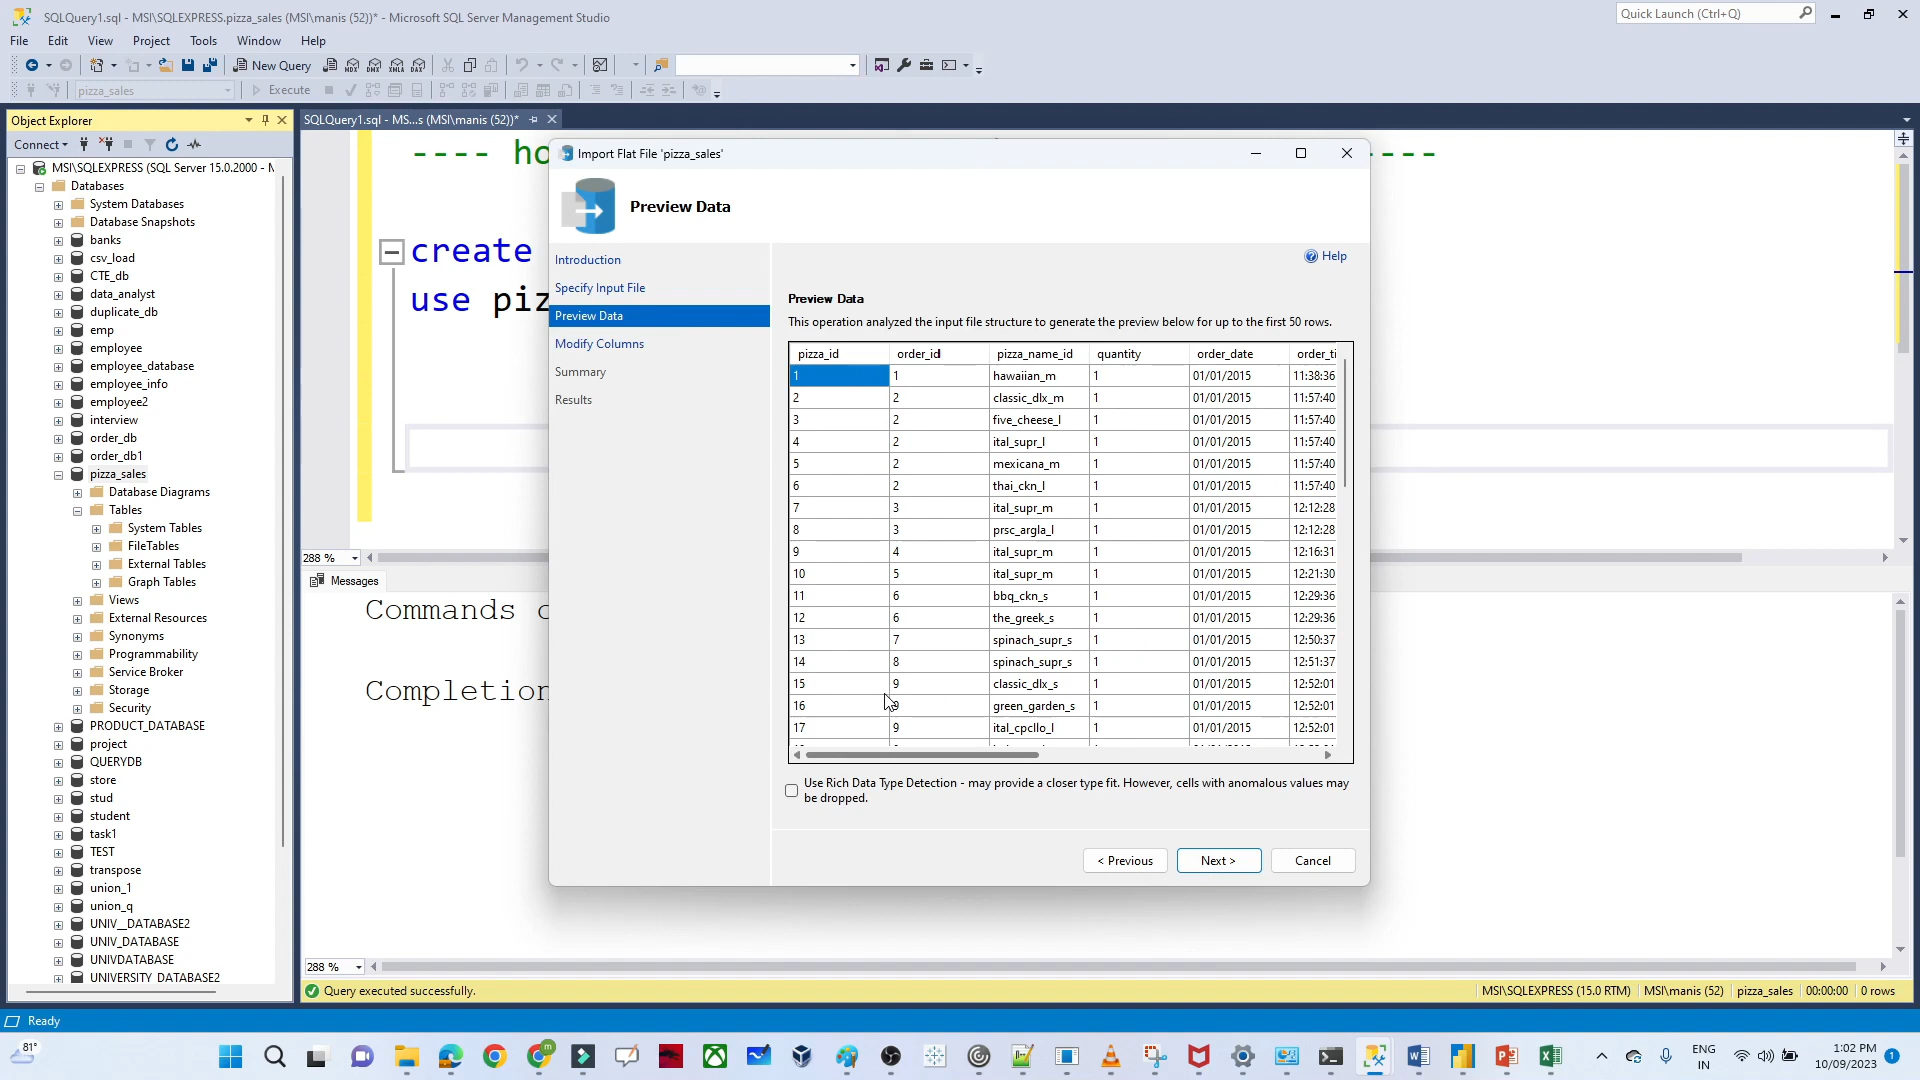 SQLQuery1.sql - MSI\SQLEXPRESS.pizza_sales (MSI\manis (52))* - Microsoft SQL Server Management Studio
Quick Launch (Ctrl+Q)
File Edit View Project Tools Window Help
New Query
MDX DMX XMLA DAX
pizza_sales
Execute
Object Explorer
Connect
MSI\SQLEXPRESS (SQL Server 15.0.2000 - M
Databases
System Databases
Database Snapshots
banks
csv_load
CTE_db
data_analyst
duplicate_db
emp
employee
employee_database
employee_info
employee2
interview
order_db
order_db1
pizza_sales
Database Diagrams
Tables
System Tables
FileTables
External Tables
Graph Tables
Views
External Resources
Synonyms
Programmability
Service Broker
Storage
Security
PRODUCT_DATABASE
project
QUERYDB
store
stud
student
task1
TEST
transpose
union_1
union_q
UNIV__DATABASE2
UNIV_DATABASE
UNIVDATABASE
UNIVERSITY_DATABASE2
SQLQuery1.sql - MS...s (MSI\manis (52))*
---- ho
----
create
use piz
288 %
Messages
Commands c
Completion
288 %
Import Flat File 'pizza_sales'
Preview Data
Introduction
Specify Input File
Preview Data
Modify Columns
Summary
Results
Help
Preview Data
This operation analyzed the input file structure to generate the preview below for up to the first 50 rows.
pizza_id order_id pizza_name_id quantity order_date order_ti
1 1 hawaiian_m 1 01/01/2015 11:38:36
2 2 classic_dlx_m 1 01/01/2015 11:57:40
3 2 five_cheese_l 1 01/01/2015 11:57:40
4 2 ital_supr_l 1 01/01/2015 11:57:40
5 2 mexicana_m 1 01/01/2015 11:57:40
6 2 thai_ckn_l 1 01/01/2015 11:57:40
7 3 ital_supr_m 1 01/01/2015 12:12:28
8 3 prsc_argla_l 1 01/01/2015 12:12:28
9 4 ital_supr_m 1 01/01/2015 12:16:31
10 5 ital_supr_m 1 01/01/2015 12:21:30
11 6 bbq_ckn_s 1 01/01/2015 12:29:36
12 6 the_greek_s 1 01/01/2015 12:29:36
13 7 spinach_supr_s 1 01/01/2015 12:50:37
14 8 spinach_supr_s 1 01/01/2015 12:51:37
15 9 classic_dlx_s 1 01/01/2015 12:52:01
16 9 green_garden_s 1 01/01/2015 12:52:01
17 9 ital_cpcllo_l 1 01/01/2015 12:52:01
Use Rich Data Type Detection - may provide a closer type fit. However, cells with anomalous values may
be dropped.
< Previous Next > Cancel
Query executed successfully.
MSI\SQLEXPRESS (15.0 RTM) MSI\manis (52) pizza_sales 00:00:00 0 rows
Ready
81°
ENG
IN
1:02 PM
10/09/2023
1